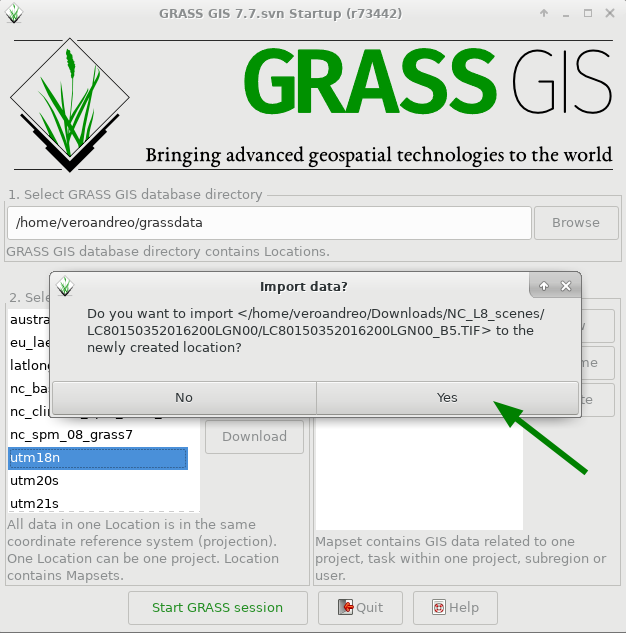 GRASS GIS 7.7.svn Startup (r73442)
GRASS GIS
Bringing advanced geospatial technologies to the world
1. Select GRASS GIS database directory
/home/veroandreo/grassdata
Browse
GRASS GIS database directory contains Locations.
Import data?
Do you want to import </home/veroandreo/Downloads/NC_L8_scenes/
LC80150352016200LGN00/LC80150352016200LGN00_B5.TIF> to the
newly created location?
No
Yes
2. Sele
austra
eu_lae
latlong
nc_ba
nc_cli
nc_spm_08_grass7
utm18n
utm20s
utm21s
Download
All data in one Location is in the same
coordinate reference system (projection).
One Location can be one project. Location
contains Mapsets.
Mapset contains GIS data related to one
project, task within one project, subregion or
user.
Start GRASS session
Quit
Help